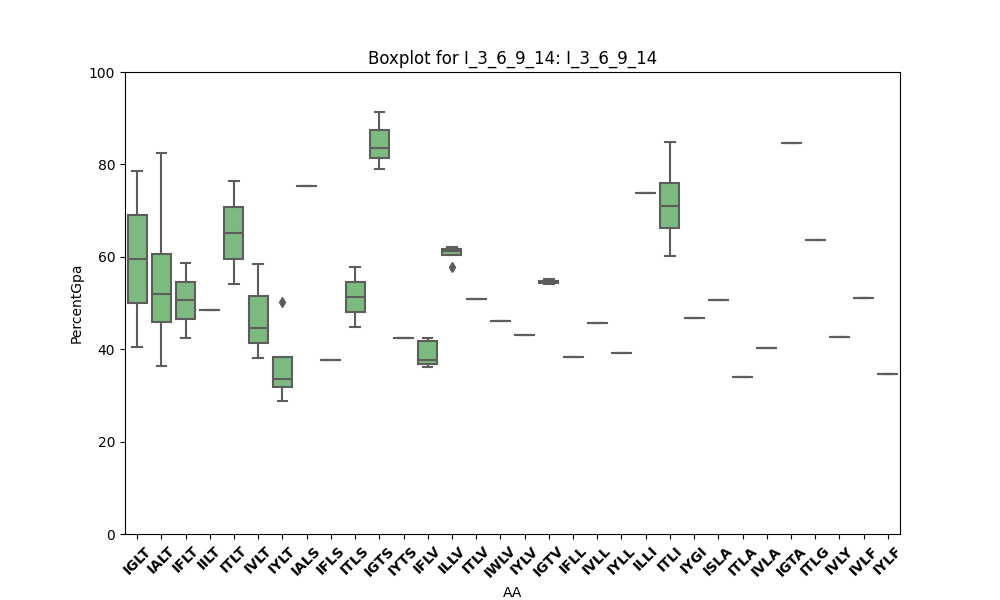 Boxplot for I_3_6_9_14: I_3_6_9_14
PercentGpa
100
80
60
40
20
0
IGLT IALT IFLT IILT ITLT IVLT IYLT IALS IFLS ITLS IGTS IYTS IFLV ILLV ITLV IWLV IYLV IGTV IFLL IVLL IYLL ILLI ITLI IYGI ISLA ITLA IVLA IGTA ITLG IVLY IVLF IYLF
AA